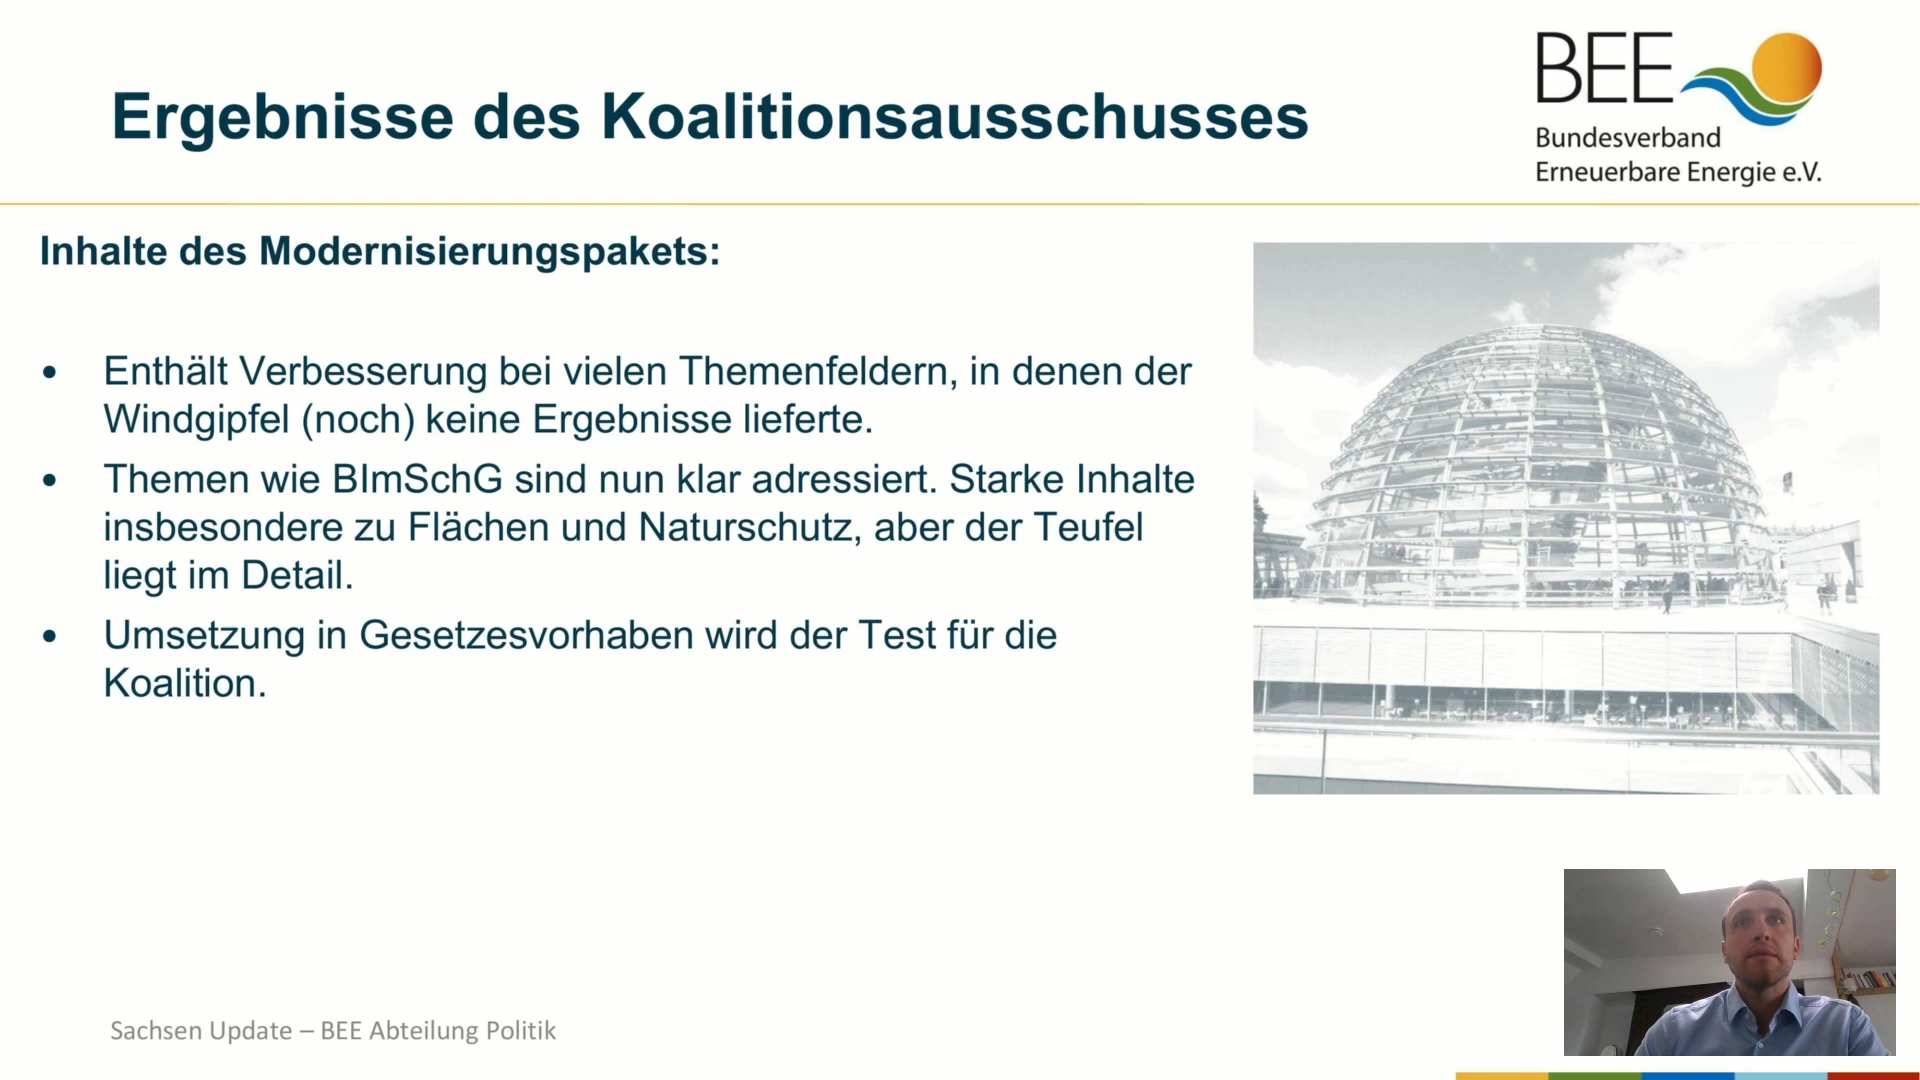 Ergebnisse des Koalitionsausschusses
BEE
Bundesverband
Erneuerbare Energie e.V.
Inhalte des Modernisierungspakets:
• Enthält Verbesserung bei vielen Themenfeldern, in denen der
Windgipfel (noch) keine Ergebnisse lieferte.
• Themen wie BImSchG sind nun klar adressiert. Starke Inhalte
insbesondere zu Flächen und Naturschutz, aber der Teufel
liegt im Detail.
• Umsetzung in Gesetzesvorhaben wird der Test für die
Koalition.
Sachsen Update – BEE Abteilung Politik